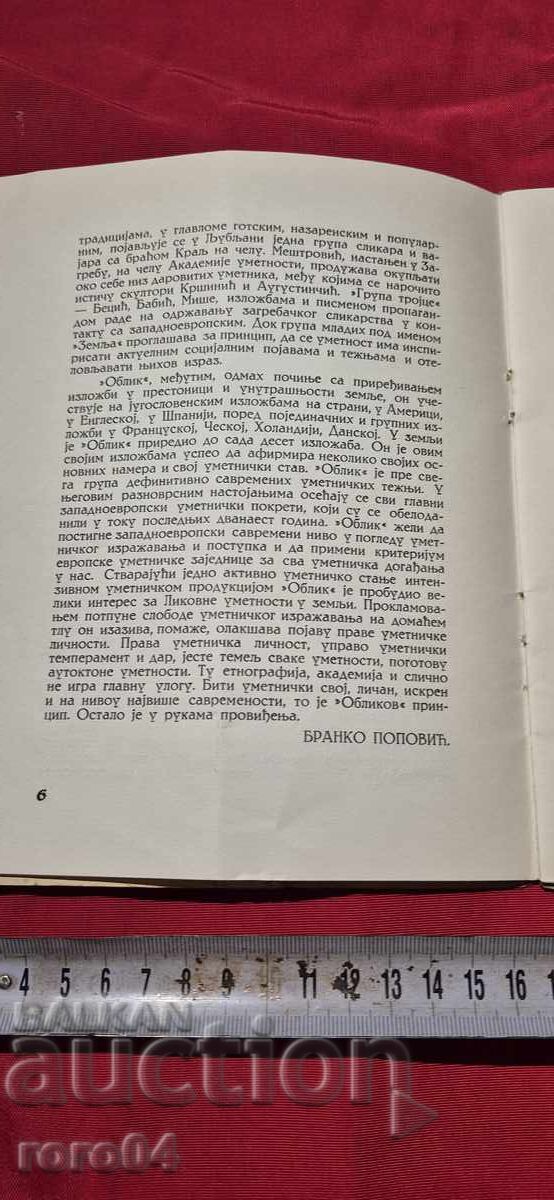 традицијама, у главломе готским, назаренским и популар-
ним, појављује се у Љубљани једна група сликара и ва-
јара са браћом Краљ на челу. Мештровић, настањен у За-
гребу, на челу Академије уметности, продужава окупљати
око себе низ даровитих уметника, међу којима се нарочито
истичу скултори Кршинић и Аугустинчић. »Група тројце«
— Бецић, Бабић, Мише, изложбама и писменом пропаган-
дом раде на одржавању загребачког сликарства у кон-
такту са западноевропским. Док група младих под именом
»Земља« проглашава за принцип, да се уметност има инспи-
рисати актуелним социјалним појавама и тежњама и оте-
ловљавати њихов израз.
»Облик«, међутим, одмах почиње са приређивањем
изложби у престоници и унутрашњости земље, он уче-
ствује на југословенским изложбама на страни, у Америци,
у Енглеској, у Шпанији, поред појединачних и групних из-
ложби у Француској, Ческој, Холандији, Данској. У земљи
је »Облик« приредио до сада десет изложаба. Он је овим
својим изложбама успео да афирмира неколико својих ос-
новних намера и свој уметнички став. »Облик« је пре све-
га група дефинитивно савремених уметничких тежњи. У
његовим разноврсним настојањима осећају се сви главни
западноевропски уметнички покрети, који су се обелода-
нили у току последњих дванаест година. »Облик« жели да
постигне западноевропски савремени ниво у погледу умет-
ничког изражавања и поступка и да примени критеријум
европске уметничке заједнице за сва уметничка догађања
у нас. Стварајући једно активно уметничко стање интен-
зивном уметничком продукцијом »Облик« је пробудио ве-
лики интерес за Ликовне уметности у земљи. Прокламова-
њем потпуне слободе уметничког изражавања на домаћем
тлу он изазива, помаже, олакшава појаву праве уметничке
личности. Права уметничка личност, управо уметнички
темперамент и дар, јесте темељ сваке уметности, поготову
аутоктоне уметности. Ту етнографија, академија и слично
не игра главну улогу. Бити уметнички свој, личан, искрен
и на нивоу највише савремености, то је »Обликов« прин-
цип. Остало је у рукама провиђења.
БРАНКО ПОПОВИЋ.
6
4 5 6 7 8 9 11 12 13 14 15 16
BALKAN
auction
roro04